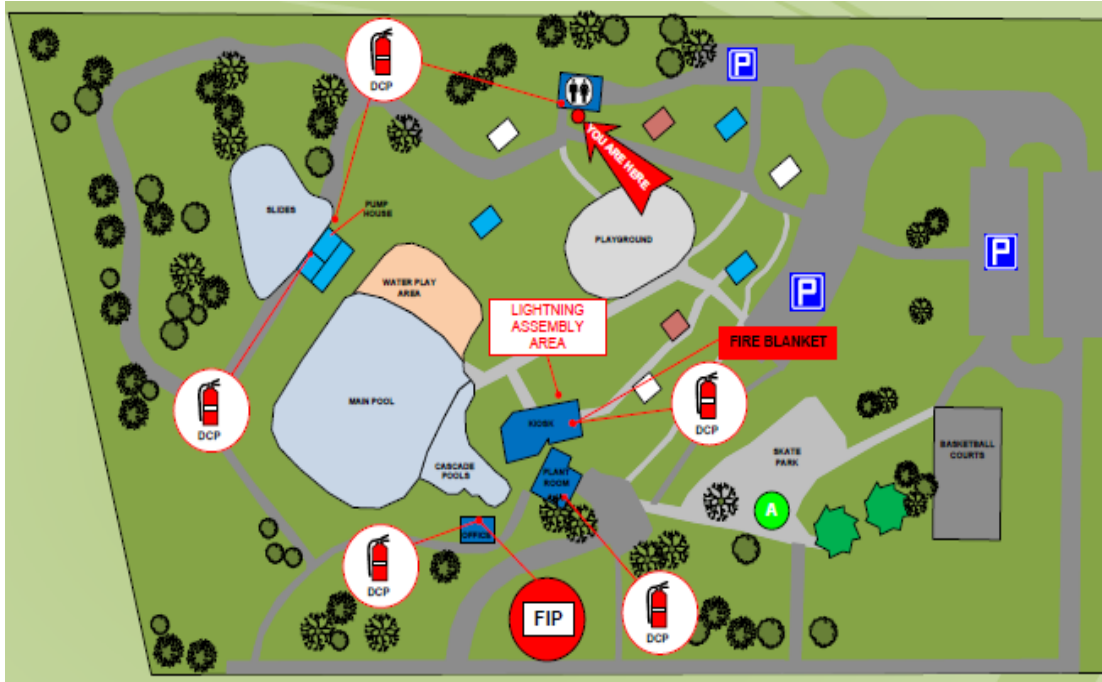 DCP
P
YOU ARE HERE
SLIDES
PUMP
HOUSE
PLAYGROUND
P
WATER PLAY
AREA
P
LIGHTNING
ASSEMBLY
AREA
FIRE BLANKET
MAIN POOL
DCP
KIOSK
DCP
BASKETBALL
COURTS
SKATE
PARK
CASCADE
POOLS
PLANT
ROOM
A
OFFICE
DCP
FIP
DCP